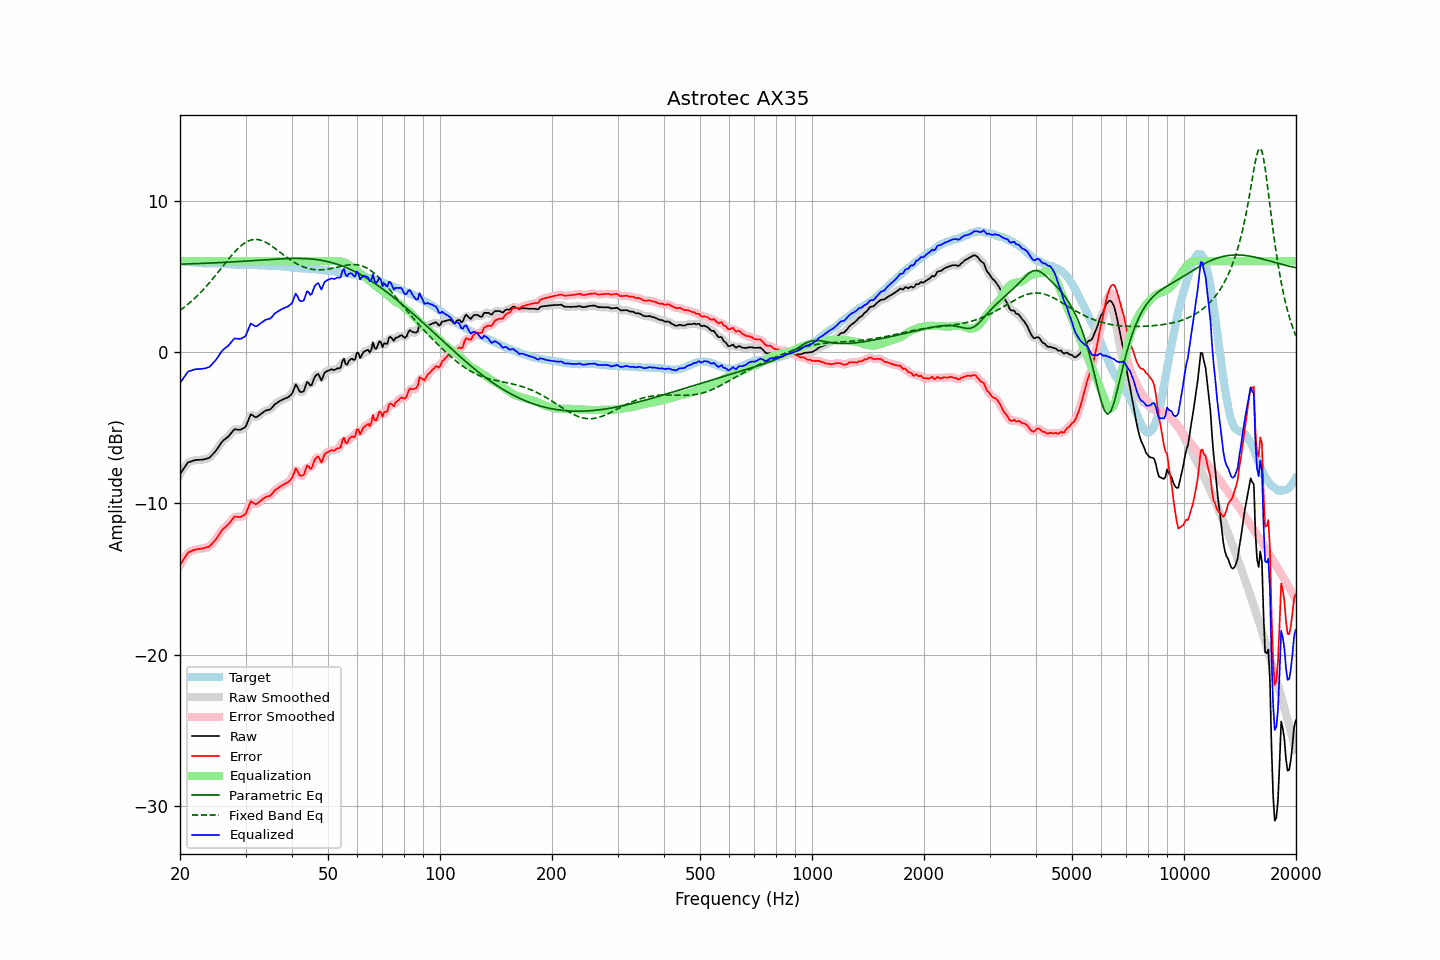 Astrotec AX35
Amplitude (dBr)
10
0
−10
−20
−30
Target
Raw Smoothed
Error Smoothed
Raw
Error
Equalization
Parametric Eq
Fixed Band Eq
Equalized
20 50 100 200 500 1000 2000 5000 10000 20000
Frequency (Hz)